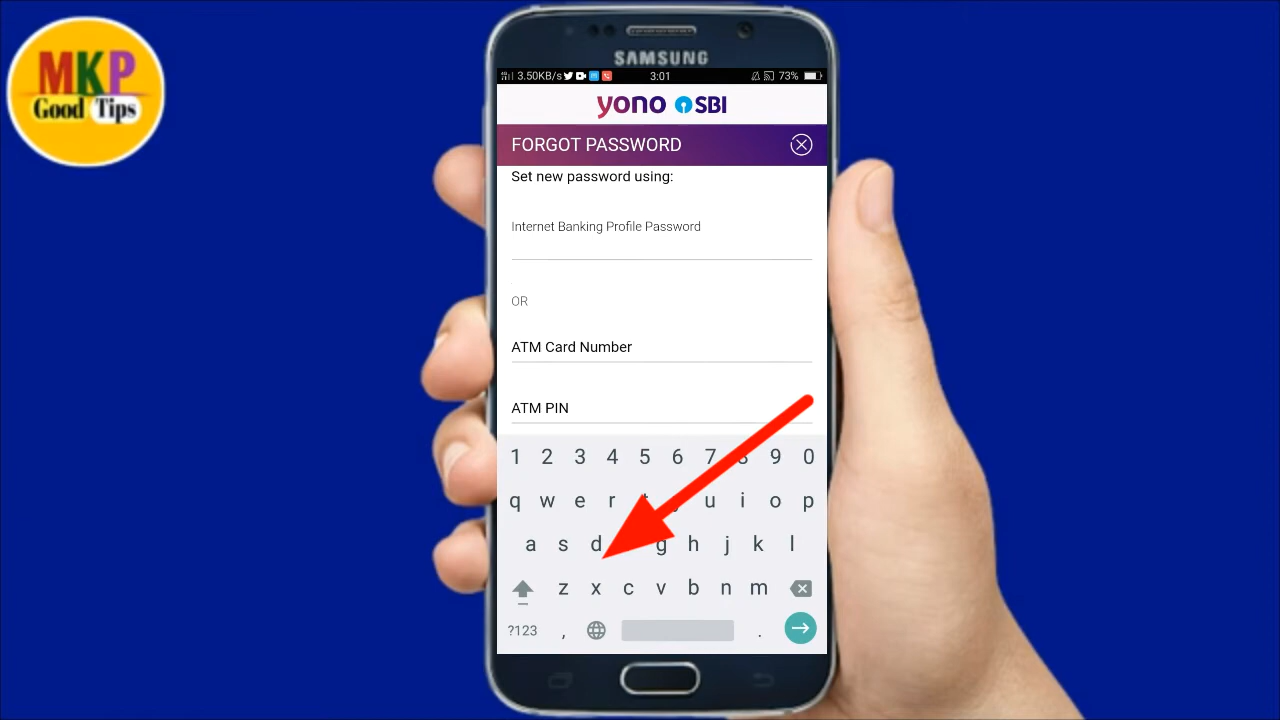 MKP
Good Tips
SAMSUNG
3.50KB/s 3:01 73%
yono SBI
FORGOT PASSWORD
Set new password using:
Internet Banking Profile Password
OR
ATM Card Number
ATM PIN
1 2 3 4 5 6 7 8 9 0
q w e r t u i o p
a s d g h j k l
z x c v b n m
?123 , .